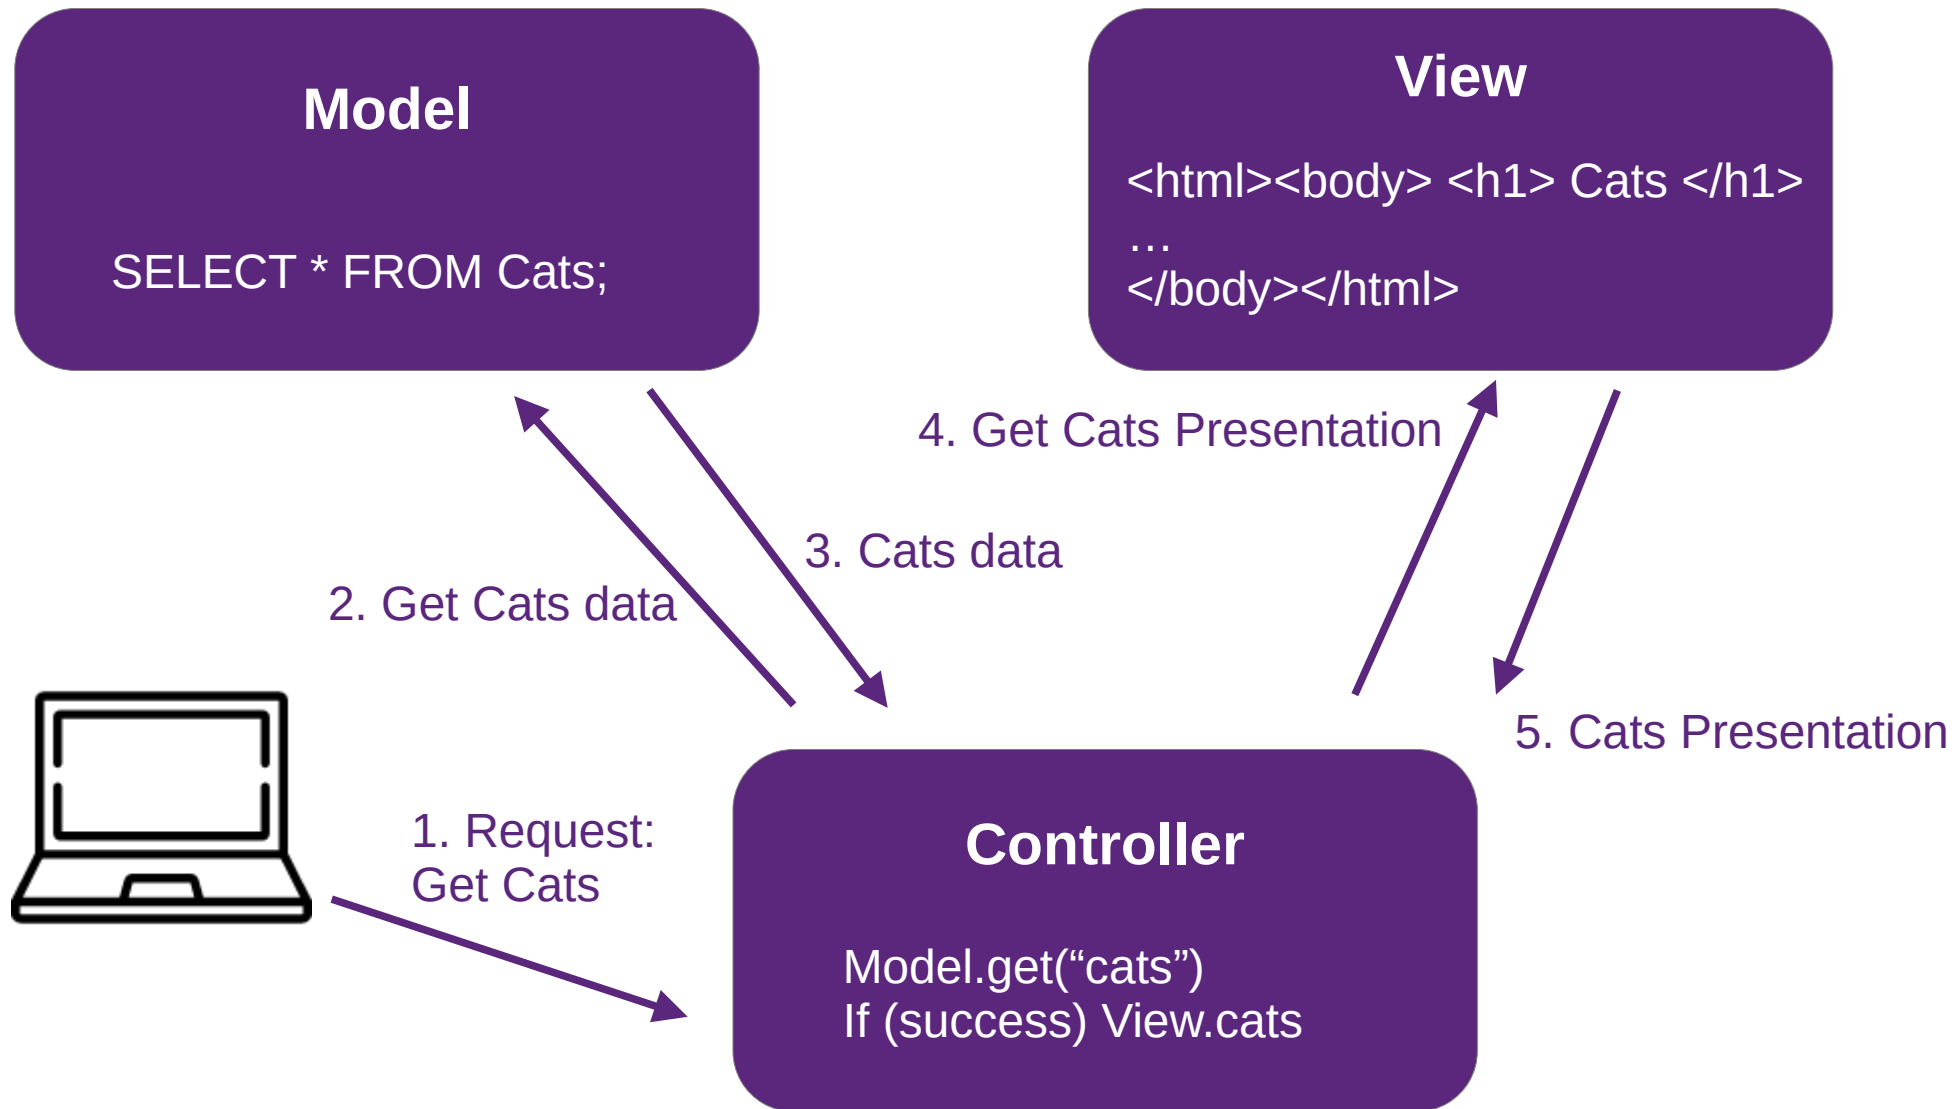 Model
SELECT * FROM Cats;
View
<html><body> <h1> Cats </h1>
…
</body></html>
4. Get Cats Presentation
3. Cats data
2. Get Cats data
5. Cats Presentation
1. Request:
Get Cats
Controller
Model.get(“cats”)
If (success) View.cats